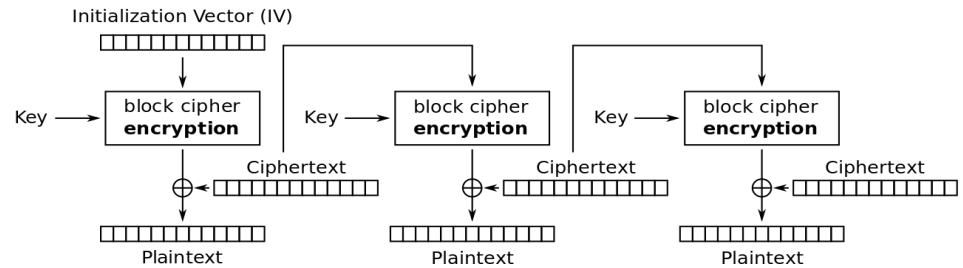 Initialization Vector (IV)
Key
block cipher
encryption
Key
block cipher
encryption
Key
block cipher
encryption
Ciphertext
Ciphertext
Ciphertext
Plaintext
Plaintext
Plaintext